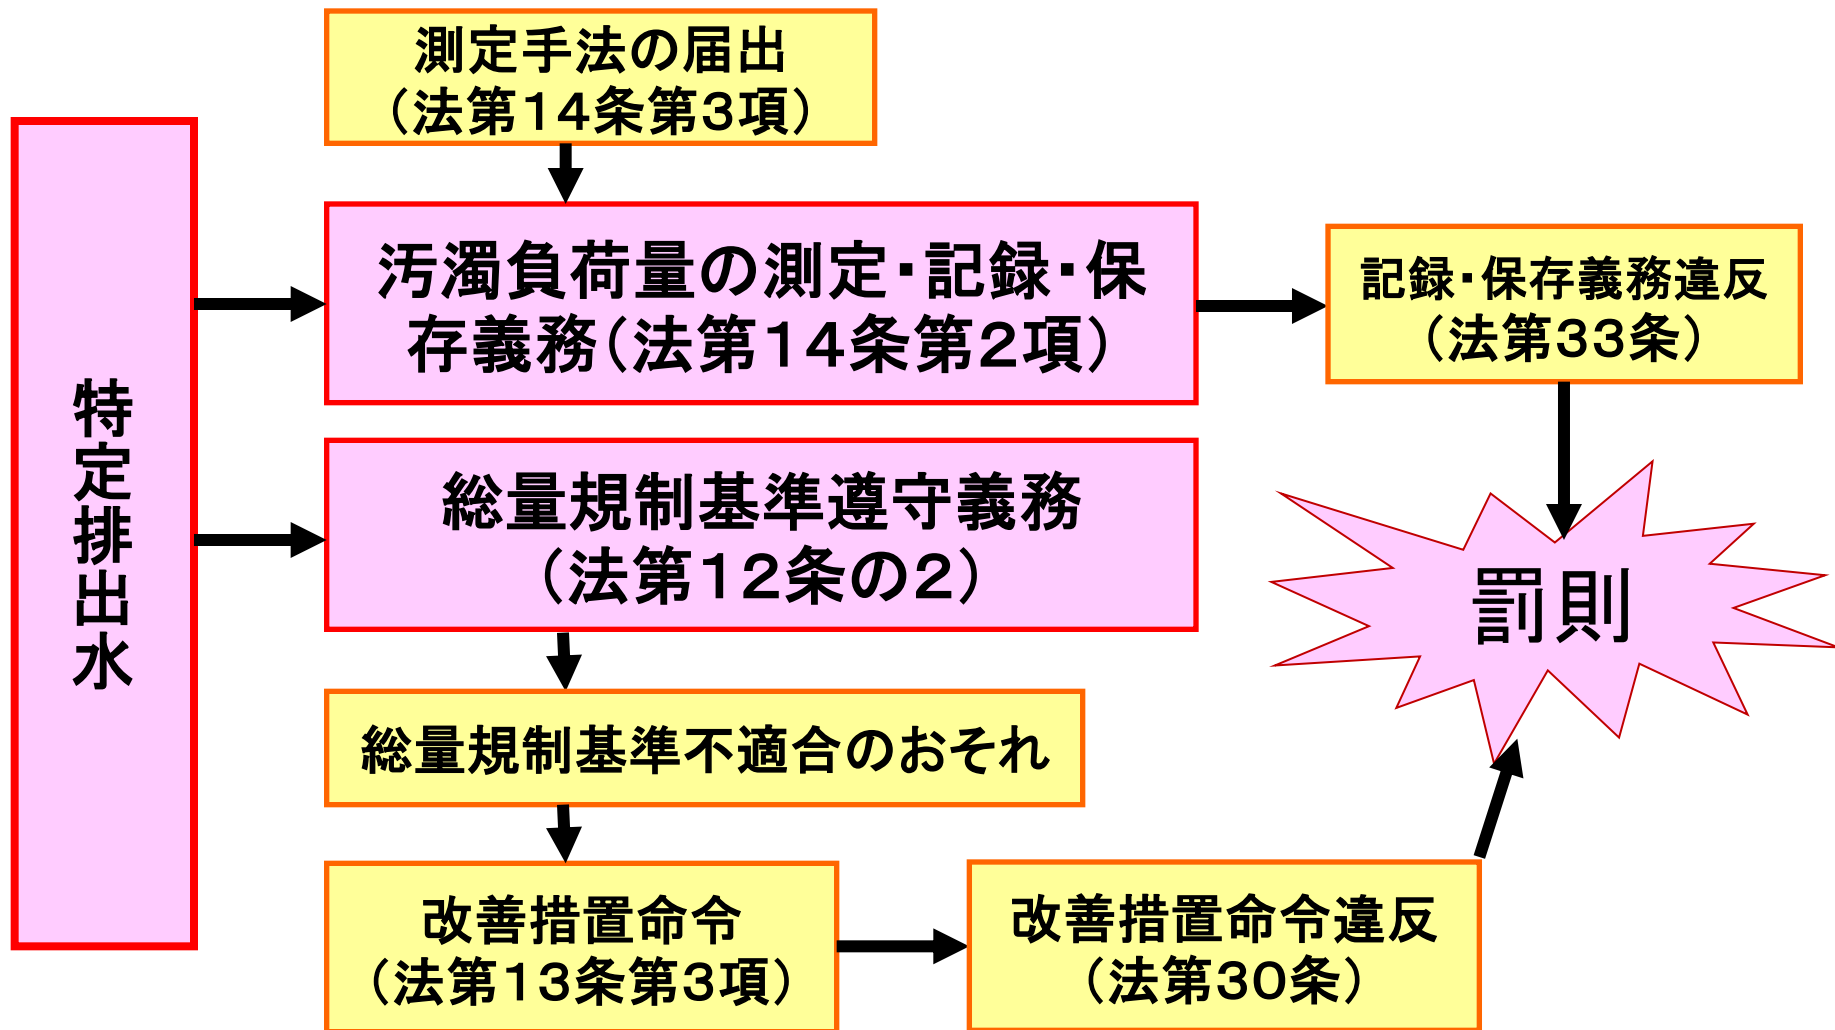 特定排出水
測定手法の届出
（法第１４条第３項）
汚濁負荷量の測定・記録・保
存義務（法第１４条第２項）
記録・保存義務違反
（法第３３条）
総量規制基準遵守義務
（法第１２条の２）
罰則
総量規制基準不適合のおそれ
改善措置命令
（法第１３条第３項）
改善措置命令違反
（法第３０条）